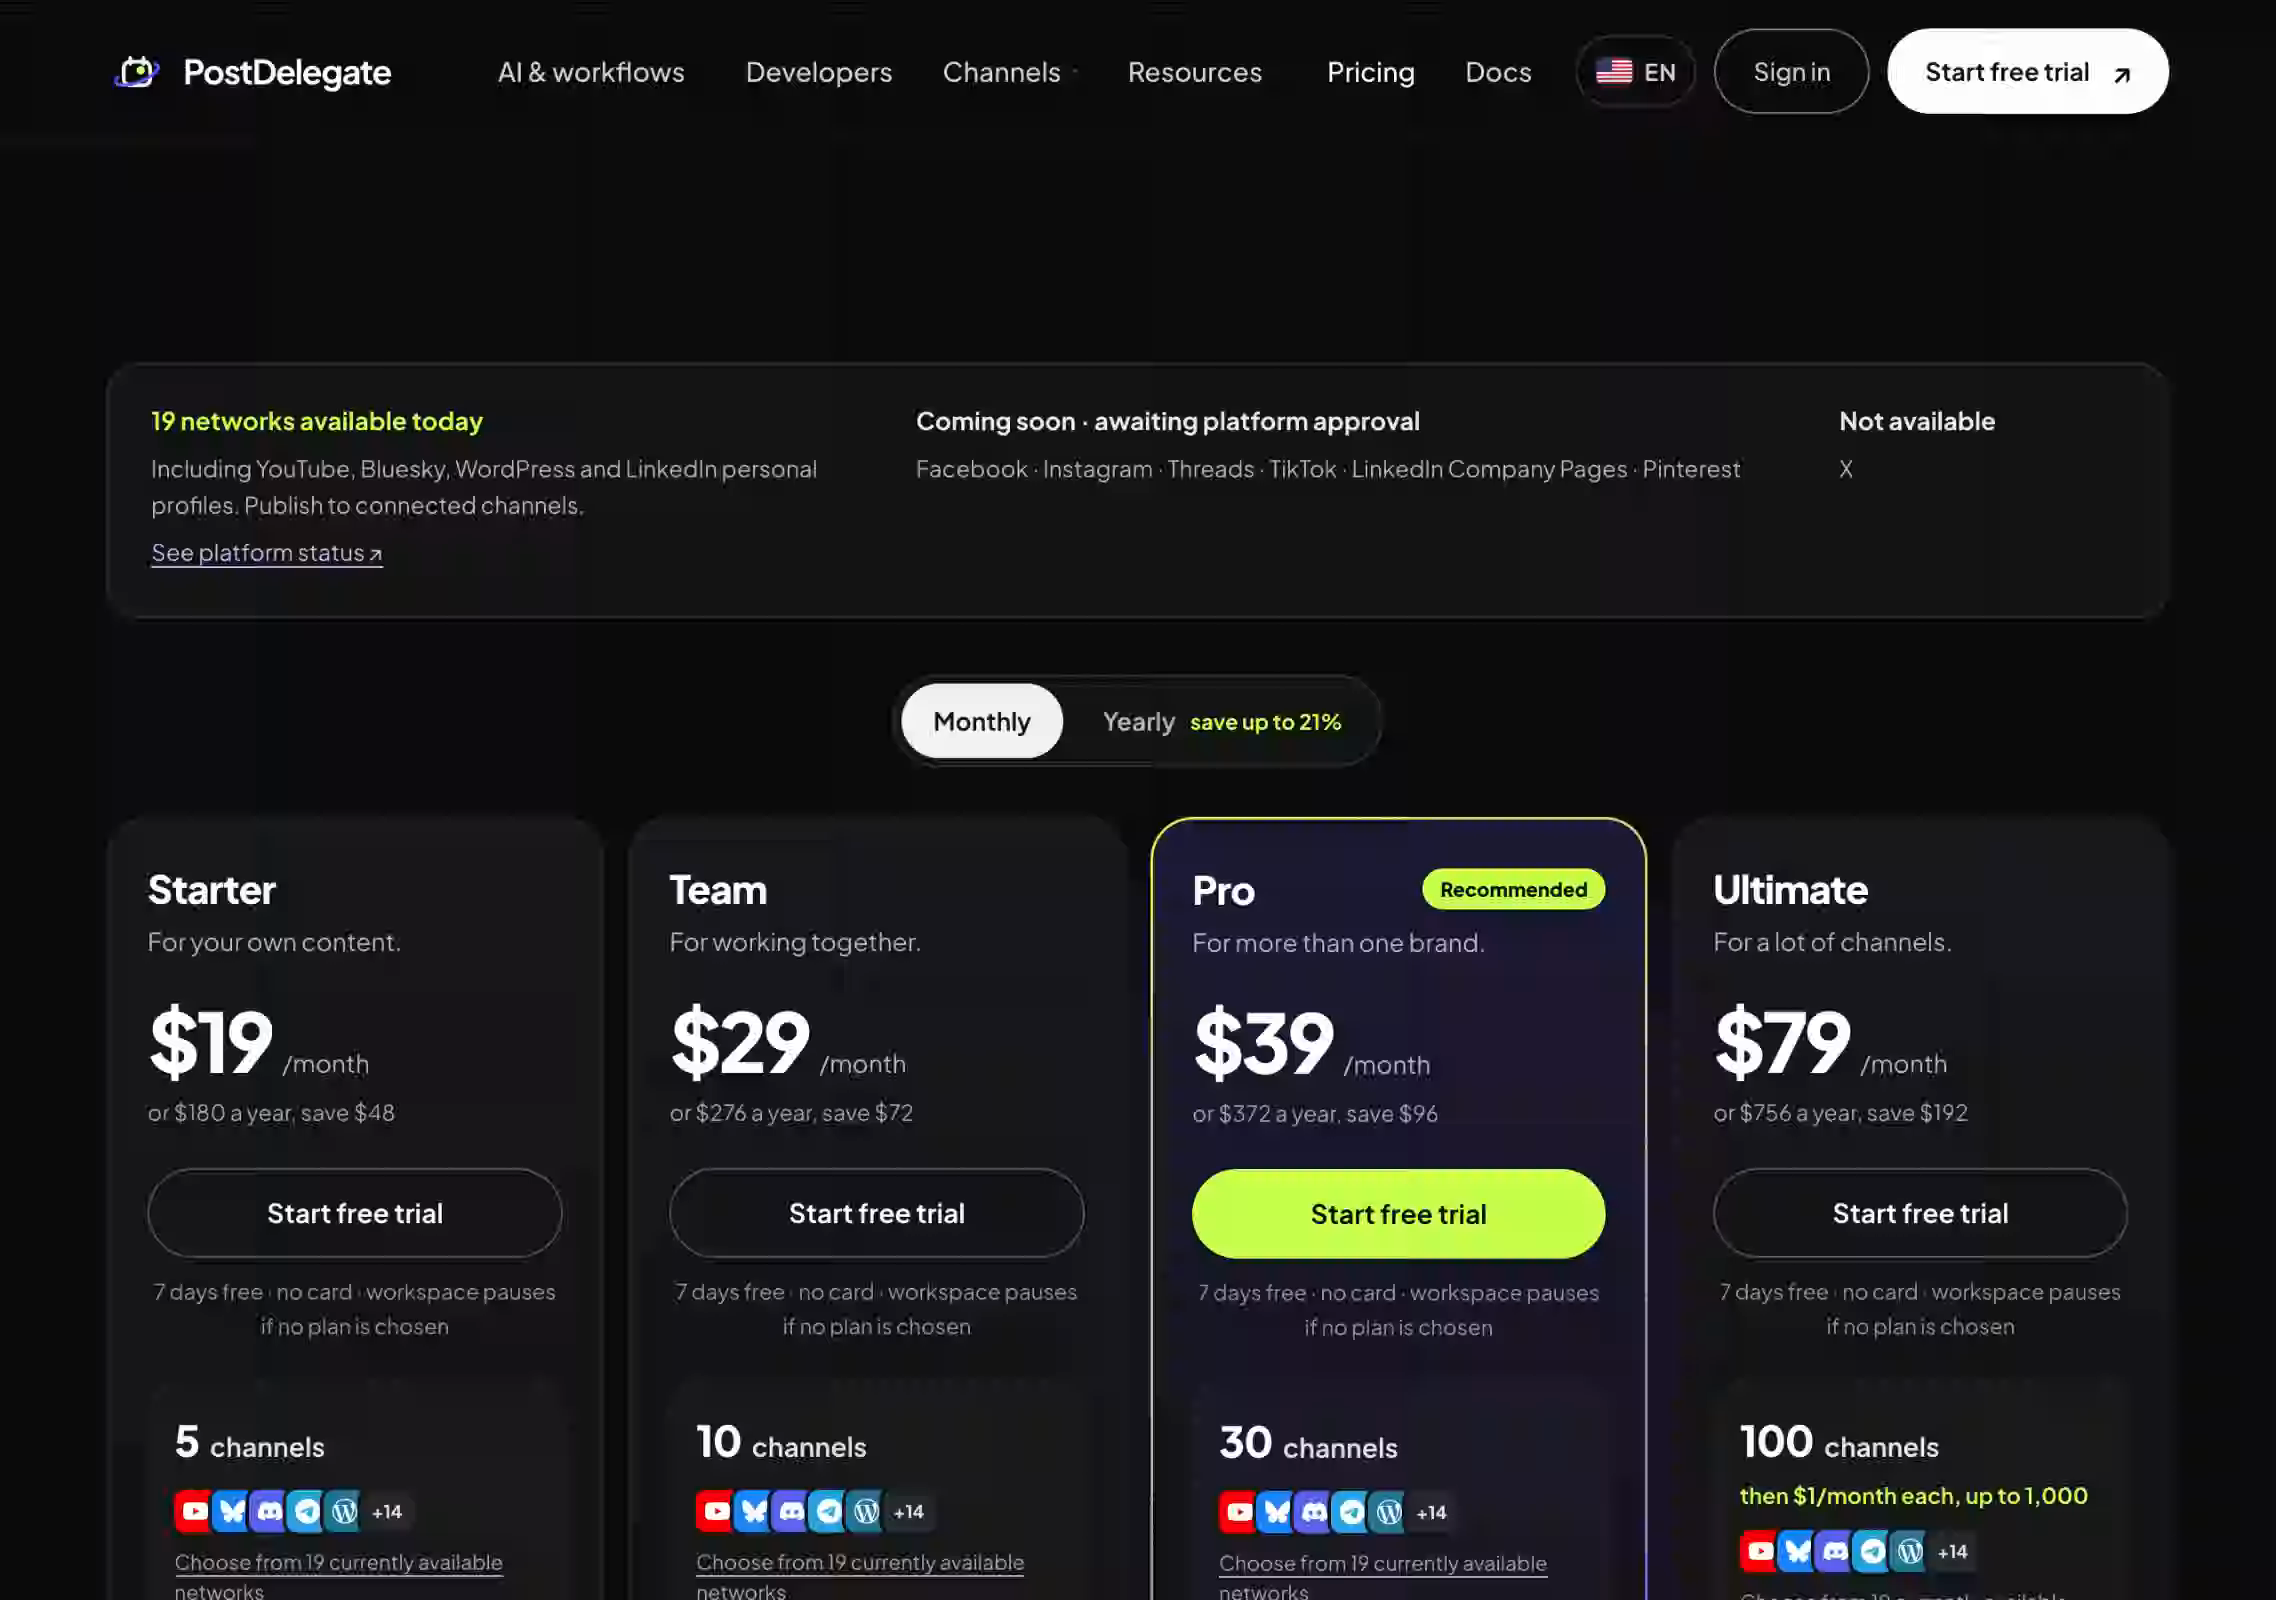 PostDelegate
AI & workflows
Developers
Channels
Resources
Pricing
Docs
EN
Sign in
Start free trial ↗
19 networks available today
Including YouTube, Bluesky, WordPress and LinkedIn personal
profiles. Publish to connected channels.
See platform status ↗
Coming soon · awaiting platform approval
Facebook · Instagram · Threads · TikTok · LinkedIn Company Pages · Pinterest
Not available
X
Monthly
Yearly save up to 21%
Starter
For your own content.
$19 /month
or $180 a year, save $48
Start free trial
7 days free · no card · workspace pauses
if no plan is chosen
5 channels
+14
Choose from 19 currently available
networks
Team
For working together.
$29 /month
or $276 a year, save $72
Start free trial
7 days free · no card · workspace pauses
if no plan is chosen
10 channels
+14
Choose from 19 currently available
networks
Pro
Recommended
For more than one brand.
$39 /month
or $372 a year, save $96
Start free trial
7 days free · no card · workspace pauses
if no plan is chosen
30 channels
+14
Choose from 19 currently available
networks
Ultimate
For a lot of channels.
$79 /month
or $756 a year, save $192
Start free trial
7 days free · no card · workspace pauses
if no plan is chosen
100 channels
then $1/month each, up to 1,000
+14